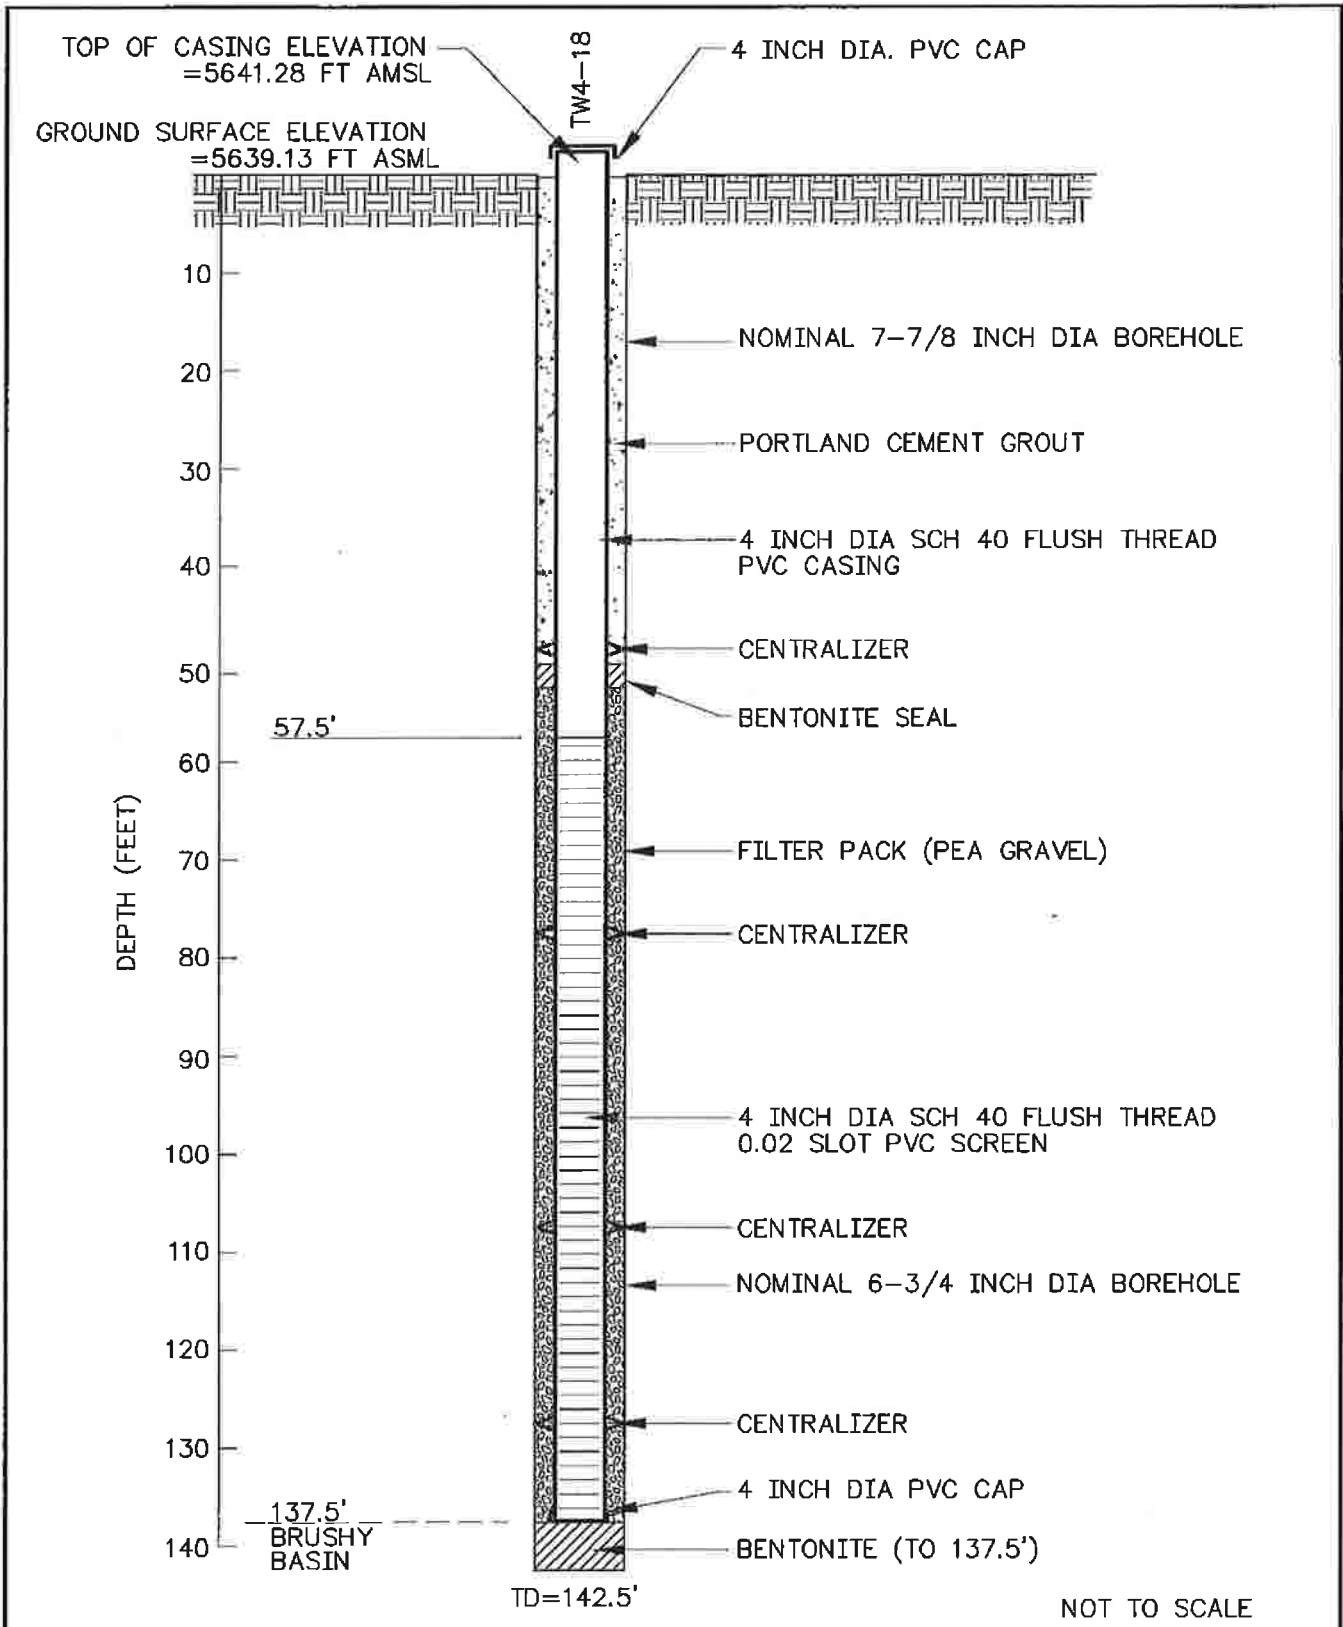 TOP OF CASING ELEVATION
=5641.28 FT AMSL
TW4-18
4 INCH DIA. PVC CAP
GROUND SURFACE ELEVATION
=5639.13 FT ASML
10
NOMINAL 7-7/8 INCH DIA BOREHOLE
20
PORTLAND CEMENT GROUT
30
4 INCH DIA SCH 40 FLUSH THREAD
PVC CASING
40
CENTRALIZER
50
BENTONITE SEAL
57.5'
60
DEPTH (FEET)
FILTER PACK (PEA GRAVEL)
70
CENTRALIZER
80
90
4 INCH DIA SCH 40 FLUSH THREAD
0.02 SLOT PVC SCREEN
100
CENTRALIZER
110
NOMINAL 6-3/4 INCH DIA BOREHOLE
120
CENTRALIZER
130
4 INCH DIA PVC CAP
137.5'
BRUSHY
BASIN
140
BENTONITE (TO 137.5')
TD=142.5'
NOT TO SCALE